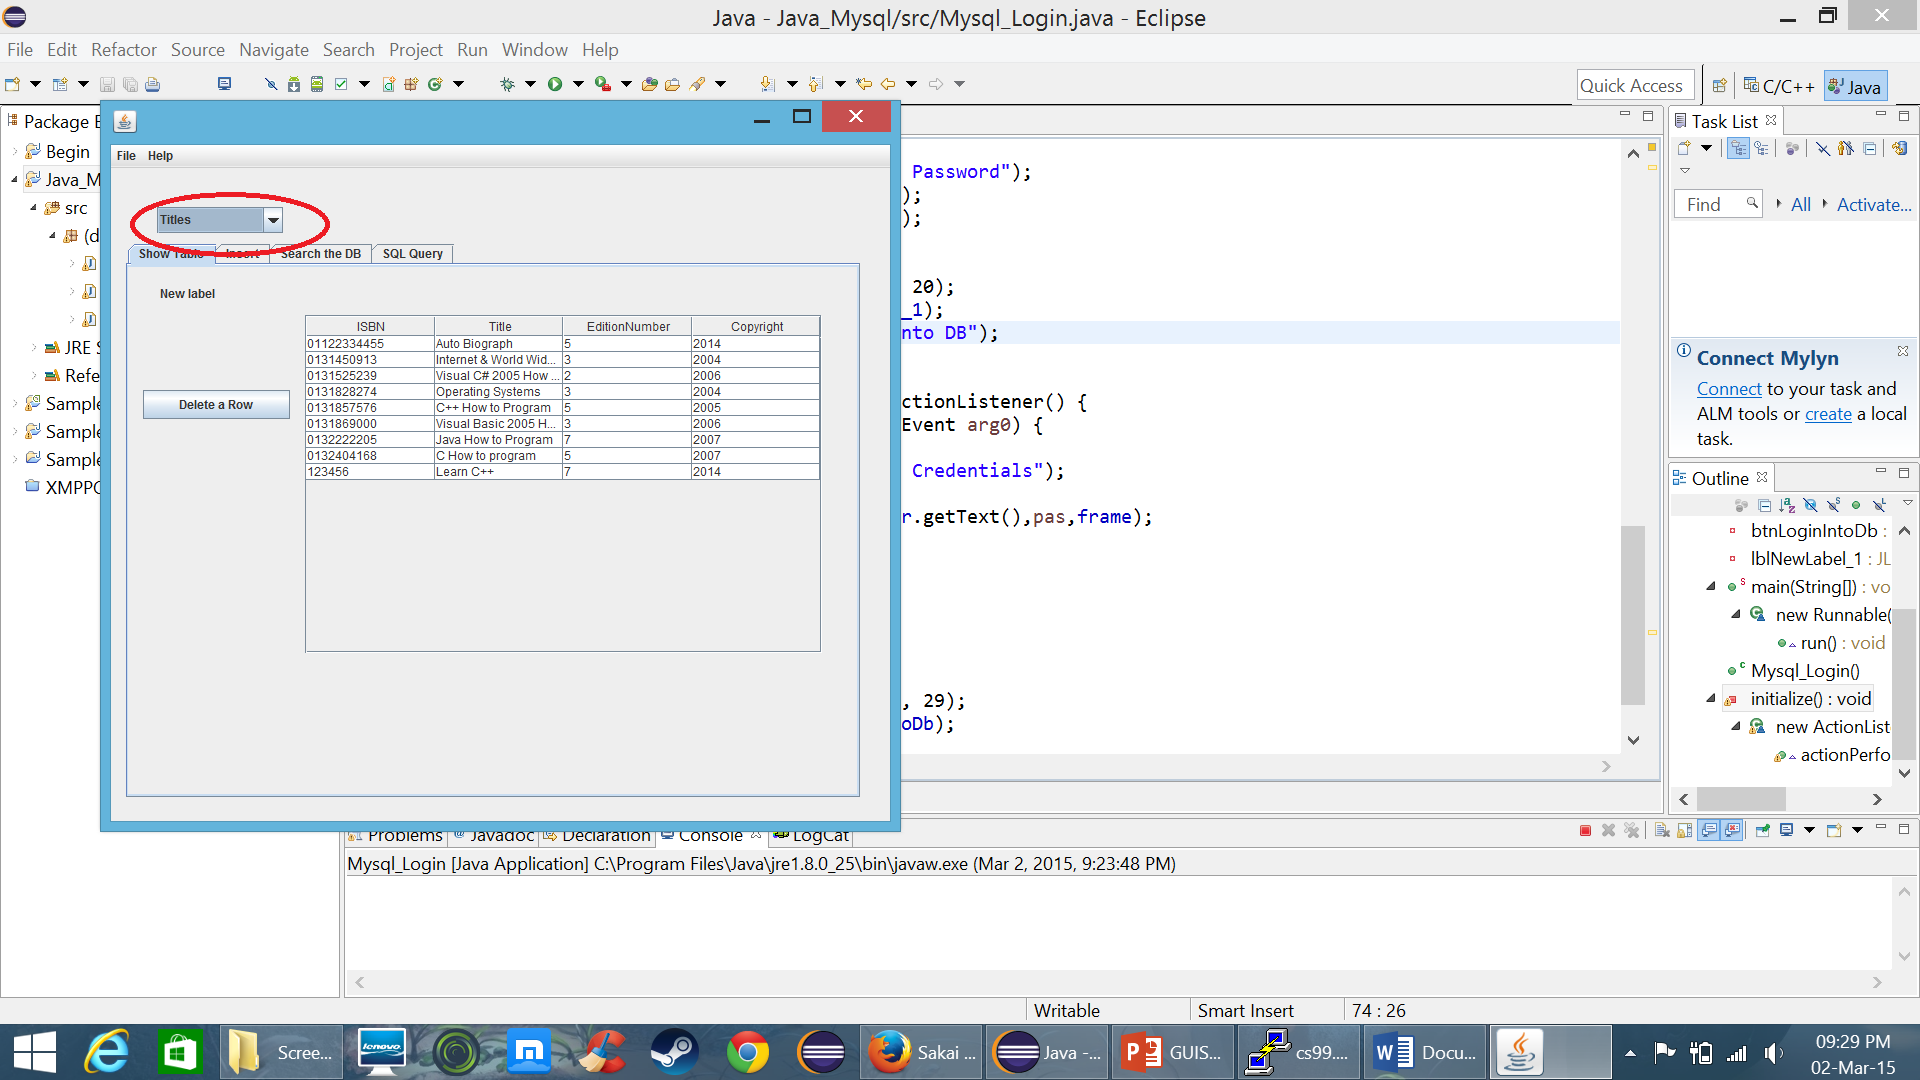 Java - Java_Mysql/src/Mysql_Login.java - Eclipse
File Edit Refactor Source Navigate Search Project Run Window Help
Quick Access
C/C++
Java
Package E
Begin
Java_M
src
(d
JRE S
Refe
Sample
Sample
Sample
XMPPC
File Help
Titles
Show Table Insert Search the DB SQL Query
New label
ISBN Title EditionNumber Copyright
01122334455 Auto Biograph 5 2014
0131450913 Internet & World Wid... 3 2004
0131525239 Visual C# 2005 How ... 2 2006
0131828274 Operating Systems 3 2004
0131857576 C++ How to Program 5 2005
0131869000 Visual Basic 2005 H... 3 2006
0132222205 Java How to Program 7 2007
0132404168 C How to program 5 2007
123456 Learn C++ 7 2014
Delete a Row
Password");
);
);
20);
_1);
nto DB");
ctionListener() {
Event arg0) {
Credentials");
r.getText(),pas,frame);
, 29);
oDb);
Task List
Find
All
Activate...
Connect Mylyn
Connect to your task and
ALM tools or create a local
task.
Outline
btnLoginIntoDb :
lblNewLabel_1 : JL
main(String[]) : vo
new Runnable(
run() : void
Mysql_Login()
initialize() : void
new ActionList
actionPerfo
Problems Javadoc Declaration Console LogCat
Mysql_Login [Java Application] C:\Program Files\Java\jre1.8.0_25\bin\javaw.exe (Mar 2, 2015, 9:23:48 PM)
Writable Smart Insert 74 : 26
Scree...
lenovo
Sakai ...
Java -...
GUIS...
cs99....
Docu...
09:29 PM
02-Mar-15